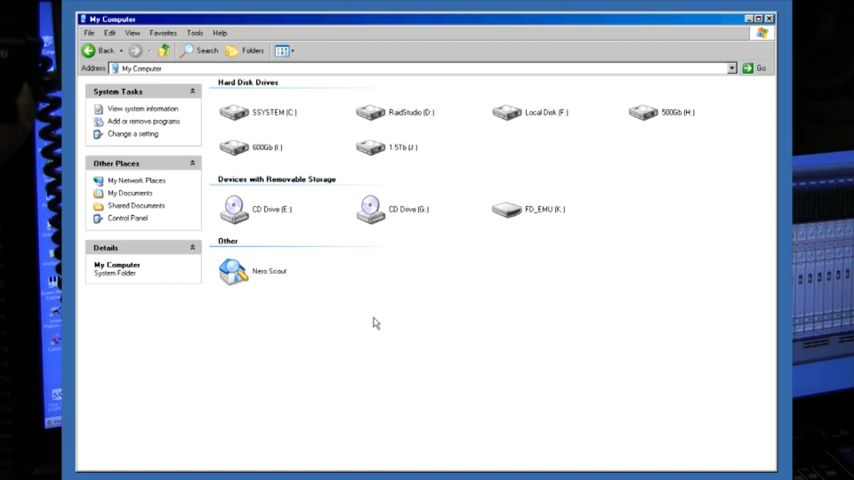 My Computer
File Edit View Favorites Tools Help
Back Search Folders
Address My Computer Go
System Tasks
View system information
Add or remove programs
Change a setting
Other Places
My Network Places
My Documents
Shared Documents
Control Panel
Details
My Computer
System Folder
Hard Disk Drives
SSYSTEM (C:) RaidStudio (D:) Local Disk (F:) 500Gb (H:)
600Gb (I:) 1.5Tb (J:)
Devices with Removable Storage
CD Drive (E:) CD Drive (G:) FD_EMU (K:)
Other
Nero Scout